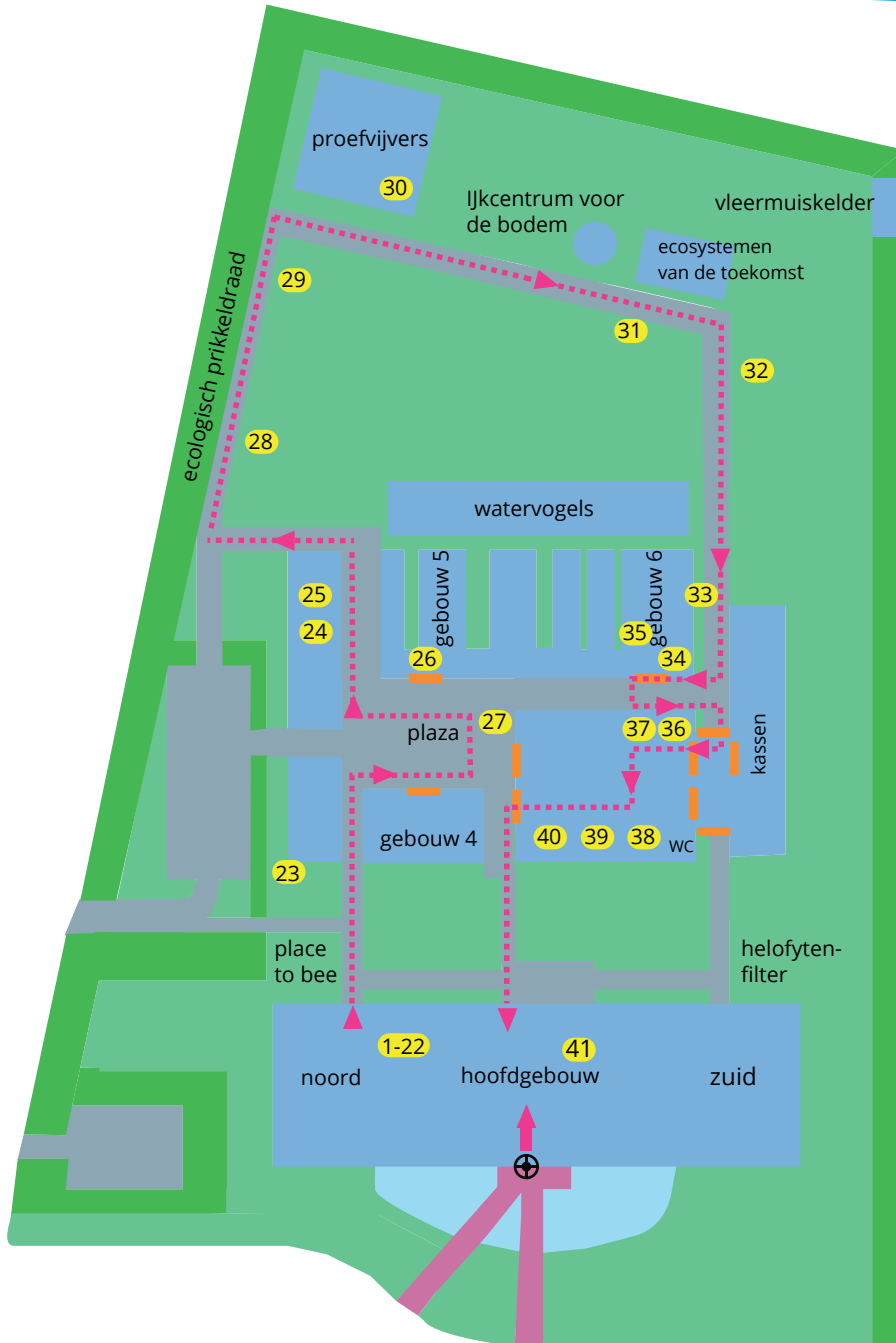 proefvijvers
30
IJkcentrum voor
de bodem
vleermuiskelder
ecosystemen
van de toekomst
ecologisch prikkeldraad
29
31
32
28
watervogels
gebouw 5
gebouw 6
25
24
33
35
26
34
27
37
36
plaza
kassen
gebouw 4
40
39
38
WC
23
place
to bee
helofyten-
filter
1-22
41
noord
hoofdgebouw
zuid